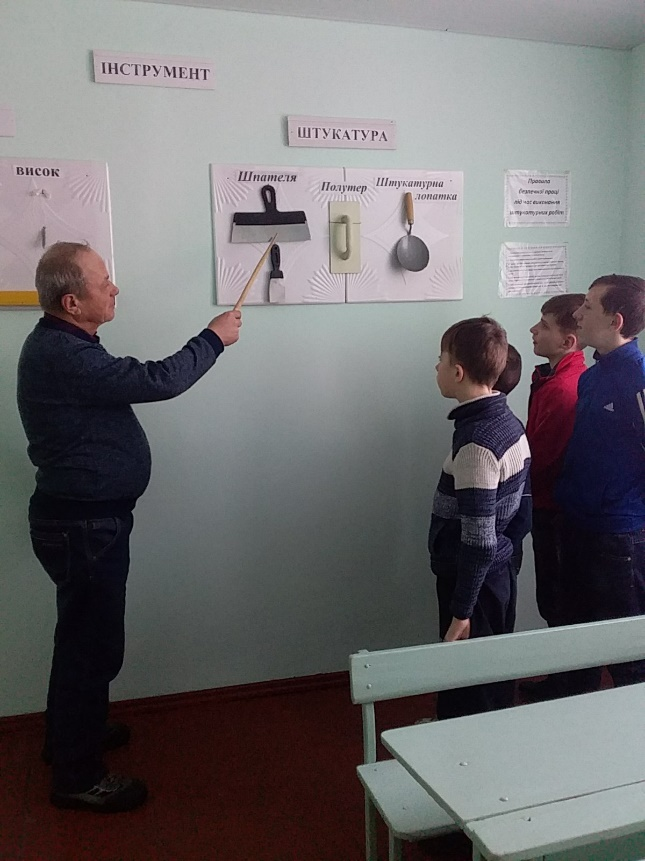 ІНСТРУМЕНТ
ШТУКАТУРА
висок
Шпателя
Полутер
Штукатурна
лопатка
Правила
безпечної праці
під час виконання
штукатурних робіт